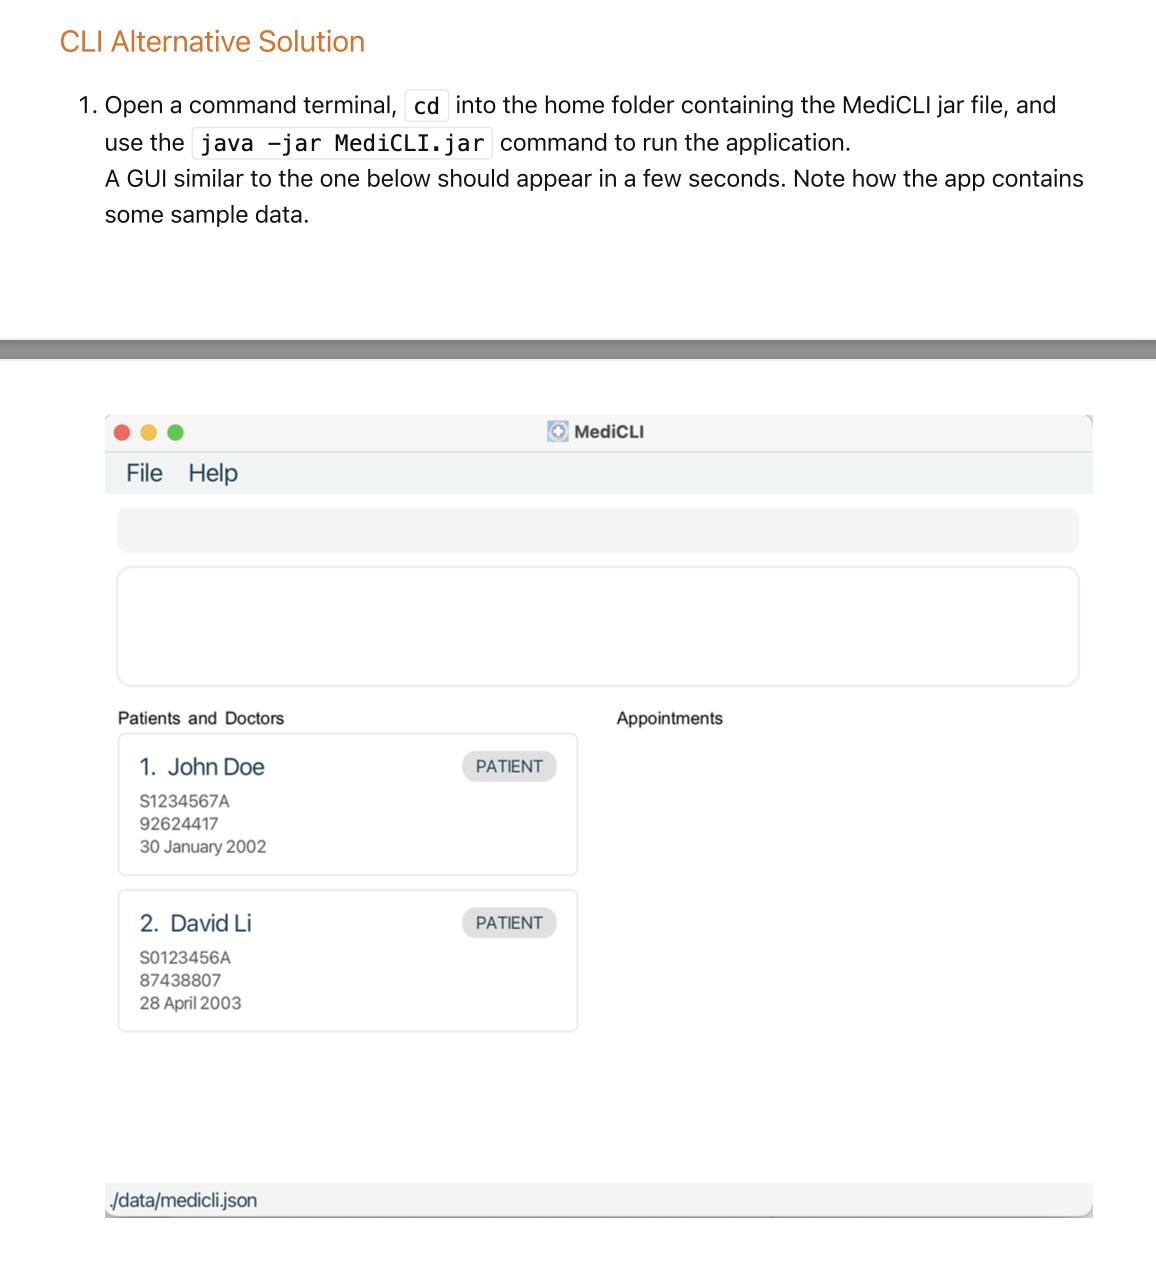 CLI Alternative Solution
1. Open a command terminal, cd into the home folder containing the MediCLI jar file, and
use the java -jar MediCLI.jar command to run the application.
A GUI similar to the one below should appear in a few seconds. Note how the app contains
some sample data.
MediCLI
File Help
Patients and Doctors
Appointments
1. John Doe
PATIENT
S1234567A
92624417
30 January 2002
2. David Li
PATIENT
S0123456A
87438807
28 April 2003
./data/medicli.json